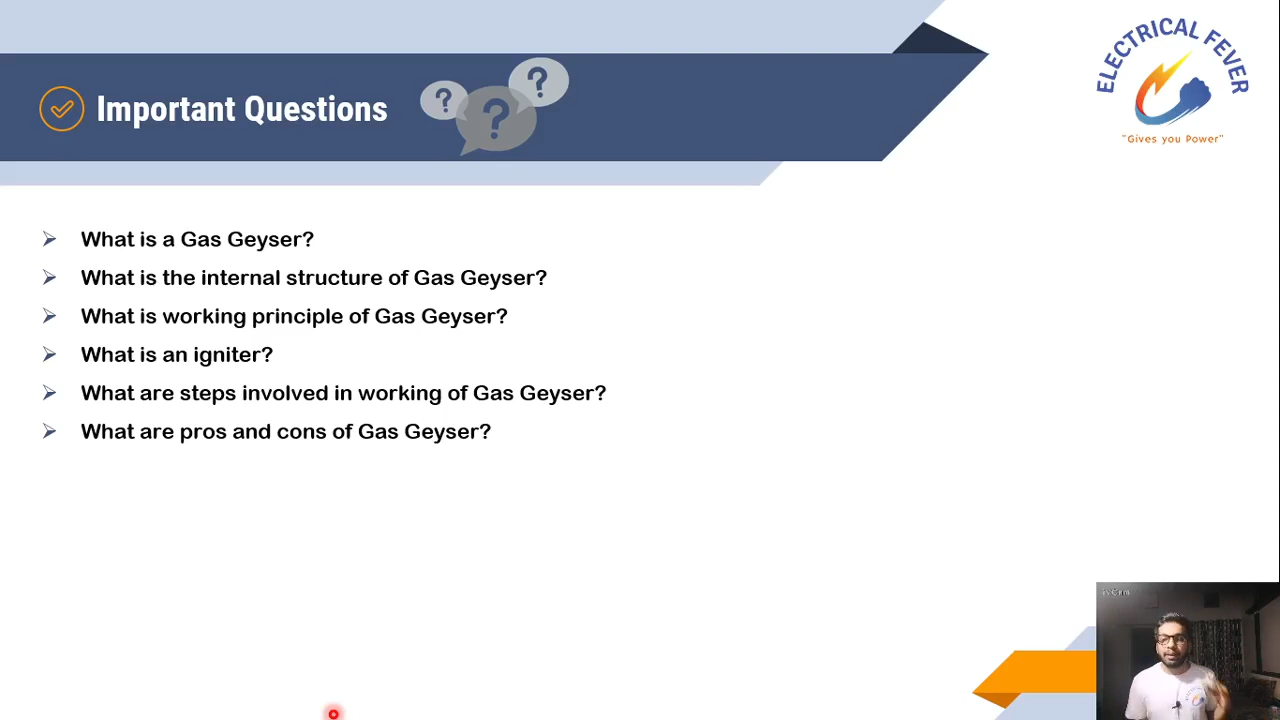 ELECTRICAL FEVER
"Gives you Power"
Important Questions
What is a Gas Geyser?
What is the internal structure of Gas Geyser?
What is working principle of Gas Geyser?
What is an igniter?
What are steps involved in working of Gas Geyser?
What are pros and cons of Gas Geyser?